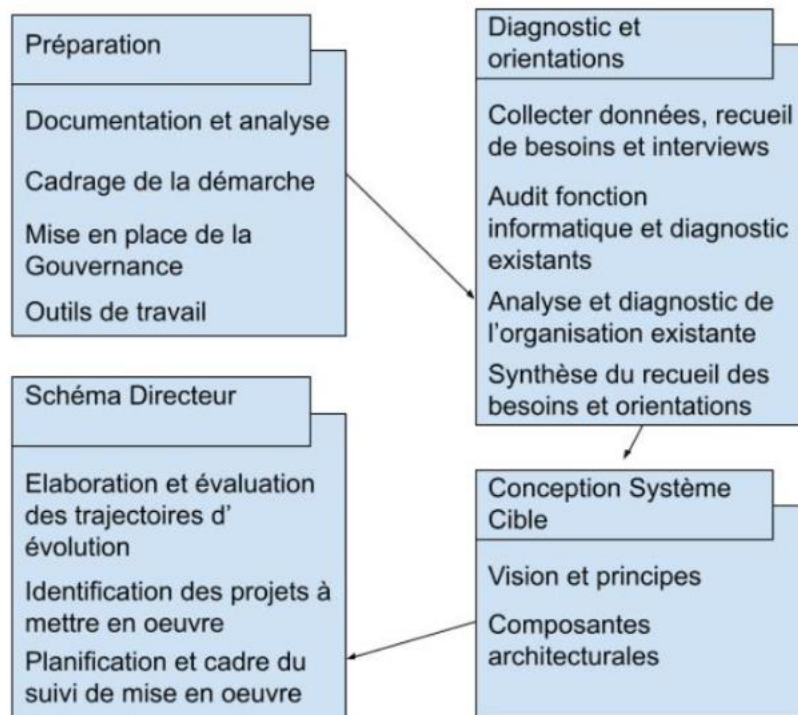 Préparation
Documentation et analyse
Cadrage de la démarche
Mise en place de la
Gouvernance
Outils de travail
Diagnostic et
orientations
Collecter données, recueil
de besoins et interviews
Audit fonction
informatique et diagnostic
existants
Analyse et diagnostic de
l'organisation existante
Synthèse du recueil des
besoins et orientations
Conception Système
Cible
Vision et principes
Composantes
architecturales
Schéma Directeur
Elaboration et évaluation
des trajectoires d'
évolution
Identification des projets à
mettre en oeuvre
Planification et cadre du
suivi de mise en oeuvre